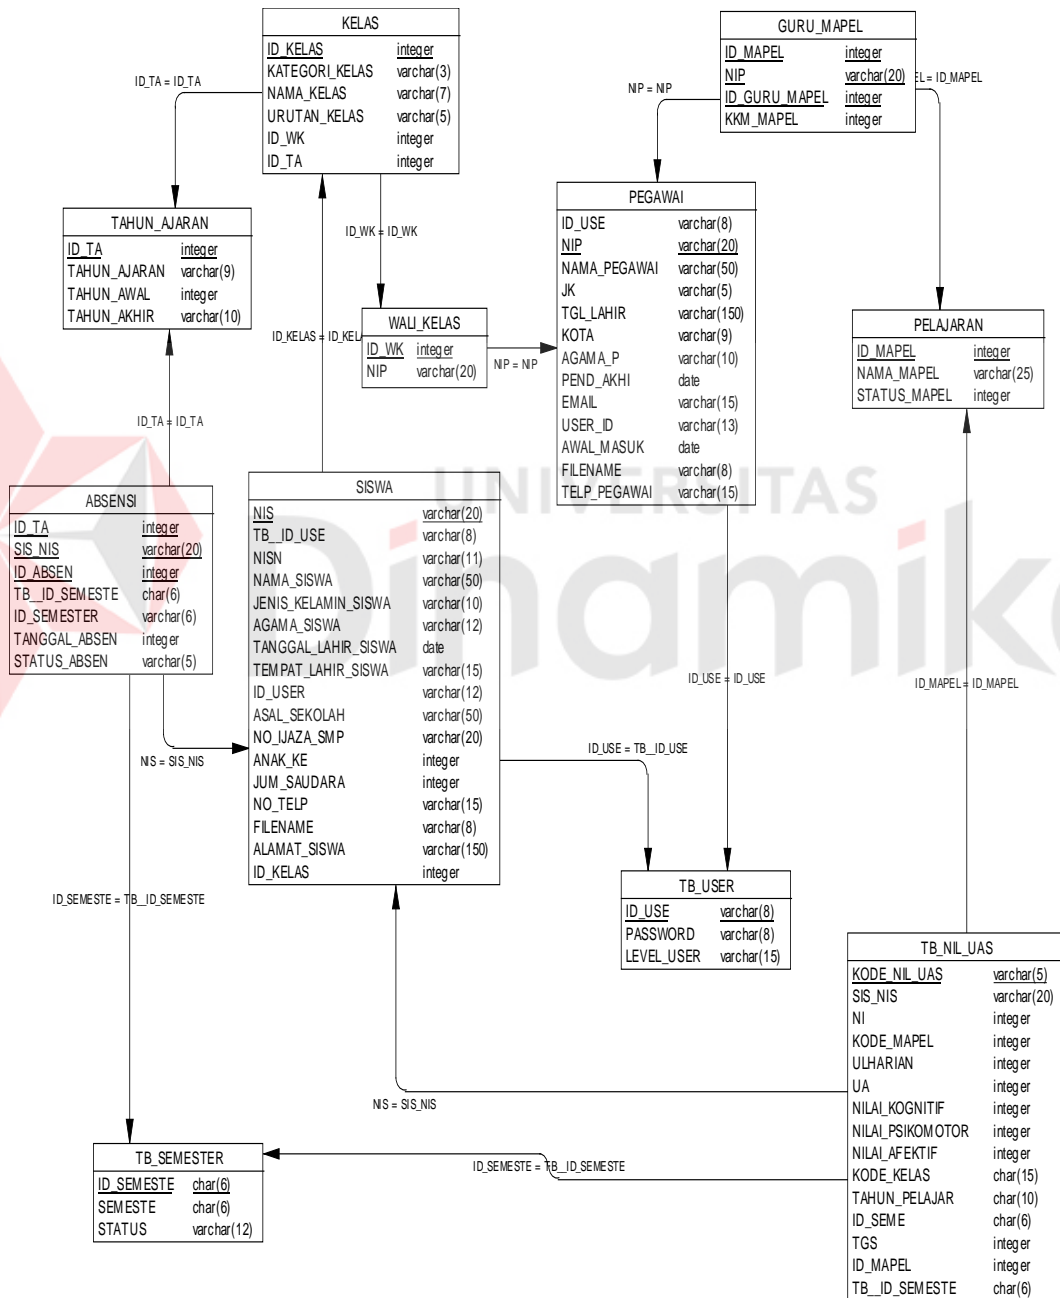 KELAS
ID_KELAS integer
KATEGORI_KELAS varchar(3)
NAMA_KELAS varchar(7)
URUTAN_KELAS varchar(5)
ID_WK integer
ID_TA integer
GURU_MAPEL
ID_MAPEL integer
NIP varchar(20)
ID_GURU_MAPEL integer
KKM_MAPEL integer
ID_TA = ID_TA
NIP = NIP
EL = ID_MAPEL
TAHUN_AJARAN
ID_TA integer
TAHUN_AJARAN varchar(9)
TAHUN_AWAL integer
TAHUN_AKHIR varchar(10)
ID_WK = ID_WK
PEGAWAI
ID_USE varchar(8)
NIP varchar(20)
NAMA_PEGAWAI varchar(50)
JK varchar(5)
TGL_LAHIR varchar(150)
KOTA varchar(9)
AGAMA_P varchar(10)
PEND_AKHI date
EMAIL varchar(15)
USER_ID varchar(13)
AWAL_MASUK date
FILENAME varchar(8)
TELP_PEGAWAI varchar(15)
ID_KELAS = ID_KELA
WALI_KELAS
ID_WK integer
NIP varchar(20)
NIP = NIP
PELAJARAN
ID_MAPEL integer
NAMA_MAPEL varchar(25)
STATUS_MAPEL integer
ID_TA = ID_TA
UNIVERSITAS
Dinamika
ABSENSI
ID_TA integer
SIS_NIS varchar(20)
ID_ABSEN integer
TB__ID_SEMESTE char(6)
ID_SEMESTER varchar(6)
TANGGAL_ABSEN integer
STATUS_ABSEN varchar(5)
SISWA
NIS varchar(20)
TB__ID_USE varchar(8)
NISN varchar(11)
NAMA_SISWA varchar(50)
JENIS_KELAMIN_SISWA varchar(10)
AGAMA_SISWA varchar(12)
TANGGAL_LAHIR_SISWA date
TEMPAT_LAHIR_SISWA varchar(15)
ID_USER varchar(12)
ASAL_SEKOLAH varchar(50)
NO_IJAZA_SMP varchar(20)
ANAK_KE integer
JUM_SAUDARA integer
NO_TELP varchar(15)
FILENAME varchar(8)
ALAMAT_SISWA varchar(150)
ID_KELAS integer
ID_USE = ID_USE
ID_MAPEL = ID_MAPEL
NIS = SIS_NIS
ID_USE = TB__ID_USE
ID_SEMESTE = TB__ID_SEMESTE
TB_USER
ID_USE varchar(8)
PASSWORD varchar(8)
LEVEL_USER varchar(15)
TB_NIL_UAS
KODE_NIL_UAS varchar(5)
SIS_NIS varchar(20)
NI integer
KODE_MAPEL integer
ULHARIAN integer
UA integer
NILAI_KOGNITIF integer
NILAI_PSIKOMOTOR integer
NILAI_AFEKTIF integer
KODE_KELAS char(15)
TAHUN_PELAJAR char(10)
ID_SEME char(6)
TGS integer
ID_MAPEL integer
TB__ID_SEMESTE char(6)
NIS = SIS_NIS
ID_SEMESTE = TB__ID_SEMESTE
TB_SEMESTER
ID_SEMESTE char(6)
SEMESTE char(6)
STATUS varchar(12)